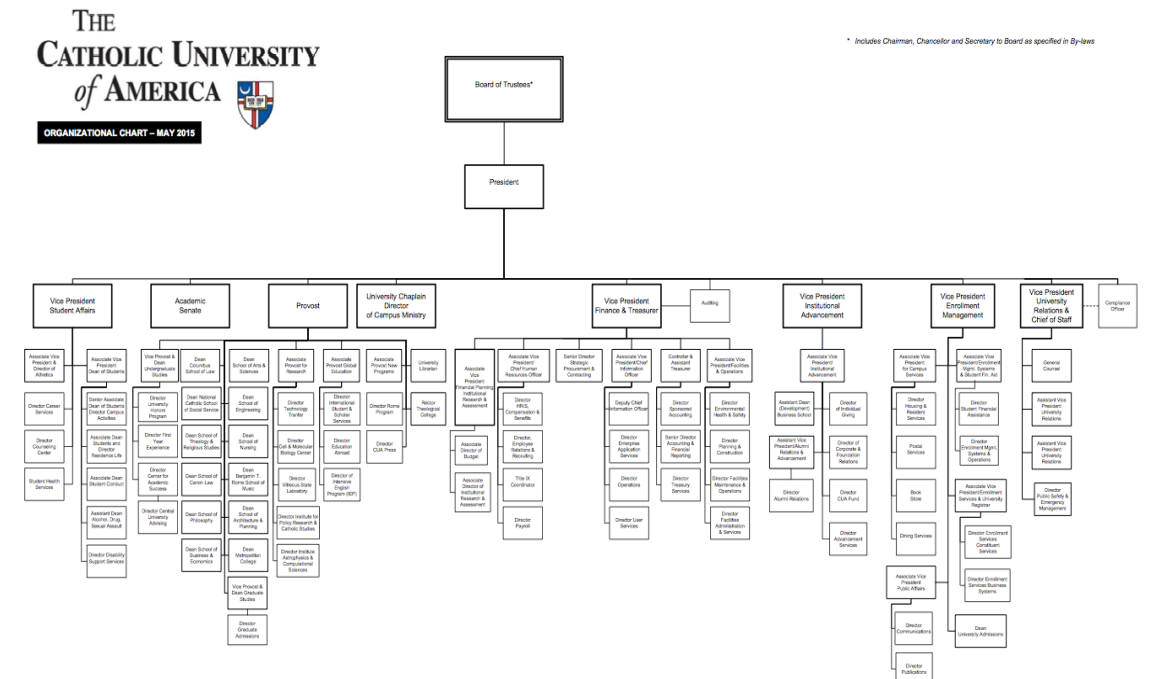 THE
CATHOLIC UNIVERSITY
of AMERICA
ORGANIZATIONAL CHART – MAY 2015
* Includes Chairman, Chancellor and Secretary to Board as specified in By-laws
Board of Trustees*
President
Vice President
Student Affairs
Academic
Senate
Provost
University Chaplain
Director
of Campus Ministry
Vice President
Finance & Treasurer
Auditing
Vice President
Institutional
Advancement
Vice President
Enrollment
Management
Vice President
University
Relations &
Chief of Staff
Compliance
Officer
Associate Vice
President &
Director of
Athletics
Director Career
Services
Director
Counseling
Center
Student Health
Services
Associate Vice
President
Dean of Students
Senior Associate
Dean of Students
Director Campus
Activities
Associate Dean
Students and
Director
Residence Life
Associate Dean
Student Conduct
Assistant Dean
Alcohol, Drug,
Sexual Assault
Director Disability
Support Services
Vice Provost &
Dean
Undergraduate
Studies
Director
University
Honors
Program
Director First
Year
Experience
Director
Center for
Academic
Success
Director Central
University
Advising
Dean
Columbus
School of Law
Dean National
Catholic School
of Social Service
Dean School of
Theology &
Religious Studies
Dean School of
Canon Law
Dean School of
Philosophy
Dean School of
Business &
Economics
Dean
School of Arts &
Sciences
Dean
School of
Engineering
Dean
School of
Nursing
Dean
Benjamin T.
Rome School of
Music
Dean
School of
Architecture &
Planning
Dean
Metropolitan
College
Vice Provost &
Dean Graduate
Studies
Director
Graduate
Admissions
Associate
Provost for
Research
Director
Technology
Tranfer
Director
Cell & Molecular
Biology Center
Director
Vitreous State
Labratory
Director Institute for
Policy Research &
Catholic Studies
Director Institute
Astrophysics &
Computational
Sciences
Associate
Provost Global
Education
Director
International
Student &
Scholar
Services
Director
Education
Abroad
Director of
Intensive
English
Program (IEP)
Associate
Provost New
Programs
Director Rome
Program
Director
CUA Press
University
Librarian
Rector
Theological
College
Associate
Vice
President
Financial Planning
Institutional
Research &
Assessment
Associate
Director of
Budget
Associate
Director of
Institutional
Research &
Assessment
Associate Vice
President/
Chief Human
Resources Officer
Director
HRIS,
Compensation &
Benefits
Director,
Employee
Relations &
Recruiting
Title IX
Coordinator
Director
Payroll
Senior Director
Strategic
Procurement &
Contracting
Associate Vice
President/Chief
Information
Officer
Deputy Chief
Information Officer
Director
Enterprise
Application
Services
Director
Operations
Director User
Services
Controller &
Assistant
Treasurer
Director
Sponsored
Accounting
Senior Director
Accounting &
Financial
Reporting
Director
Treasury
Services
Associate Vice
President/Facilities
& Operations
Director
Environmental
Health & Safety
Director
Planning &
Construction
Director Facilities
Maintenance &
Operations
Director
Facilities
Administration
& Services
Associate Vice
President/
Institutional
Advancement
Assistant Dean
(Development)
Business School
Assistant Vice
President/Alumni
Relations &
Advancement
Director
Alumni Relations
Director
of Individual
Giving
Director of
Corporate &
Foundation
Relations
Director
CUA Fund
Director
Advancement
Services
Associate Vice
President
for Campus
Services
Director
Housing &
Resident
Services
Postal
Services
Book
Store
Dining Services
Associate Vice
President
Public Affairs
Director
Communications
Director
Publications
Associate Vice
President/Enrollment
Mgmt. Systems
& Student Fin. Aid
Director
Student Financial
Assistance
Director
Enrollment Mgmt.
Systems &
Operations
Associate Vice
President/Enrollment
Services & University
Registrar
Director Enrollment
Services
Constituent
Services
Director Enrollment
Services Business
Systems
Dean
University Admissions
General
Counsel
Assistant Vice
President
University
Relations
Assistant Vice
President
University
Relations
Director
Public Safety &
Emergency
Management